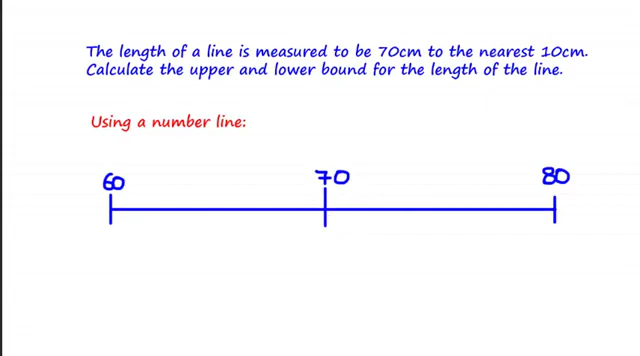 The length of a line is measured to be 70cm to the nearest 10cm.
Calculate the upper and lower bound for the length of the line.
Using a number line:
60 70 80